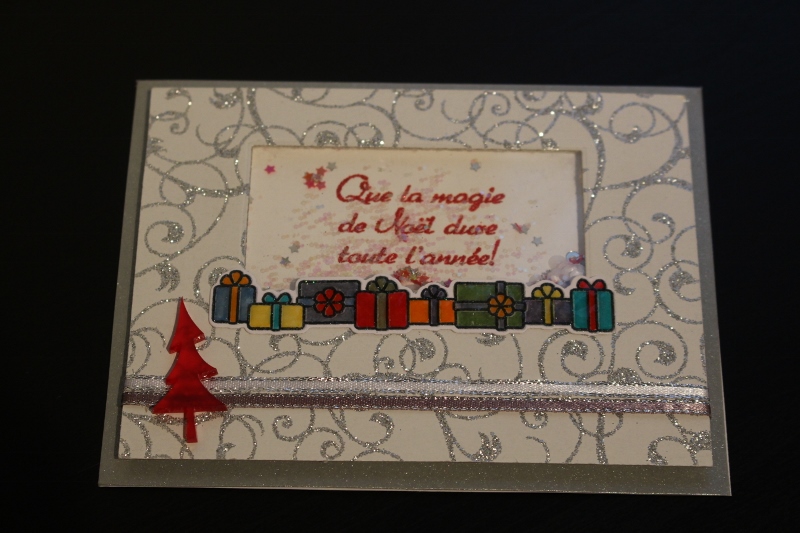 Que la magie
de Noël dure
toute l'année!